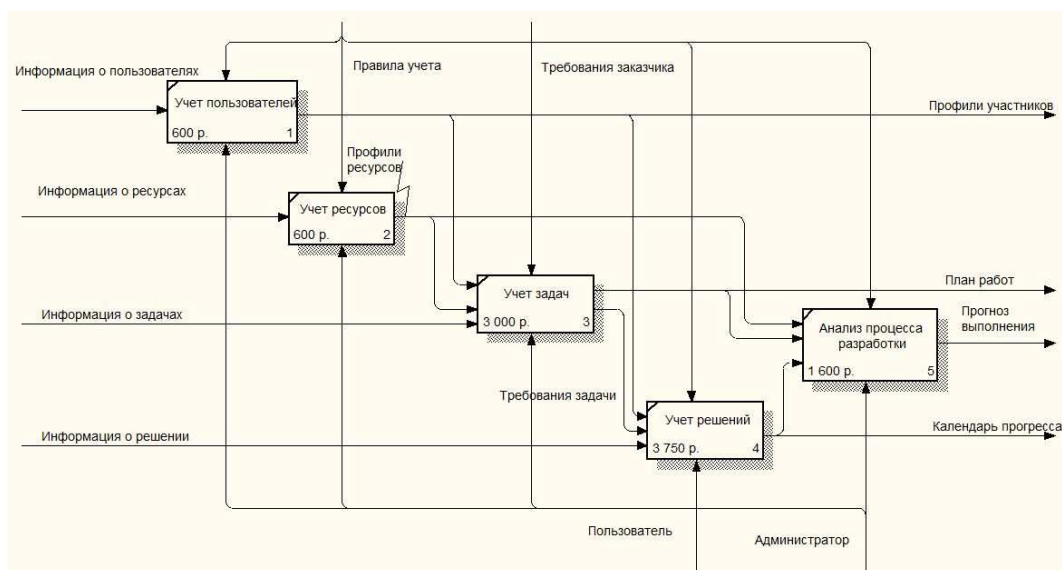 Информация о пользователях
Правила учета
Требования заказчика
Учет пользователей
600 р. 1
Профили участников
Профили
ресурсов
Информация о ресурсах
Учет ресурсов
600 р. 2
Учет задач
3 000 р. 3
План работ
Информация о задачах
Прогноз
выполнения
Анализ процесса
разработки
1 600 р. 5
Требования задачи
Учет решений
3 750 р. 4
Информация о решении
Календарь прогресса
Пользователь
Администратор